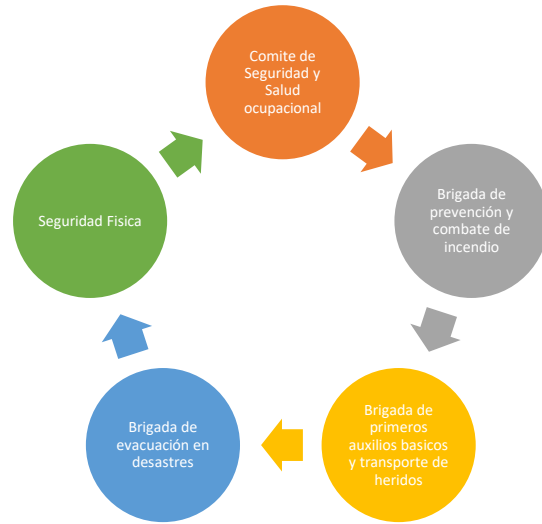 Comite de
Seguridad y
Salud
ocupacional
Brigada de
prevención y
combate de
incendio
Brigada de
primeros
auxilios basicos
y transporte de
heridos
Brigada de
evacuación en
desastres
Seguridad Fisica